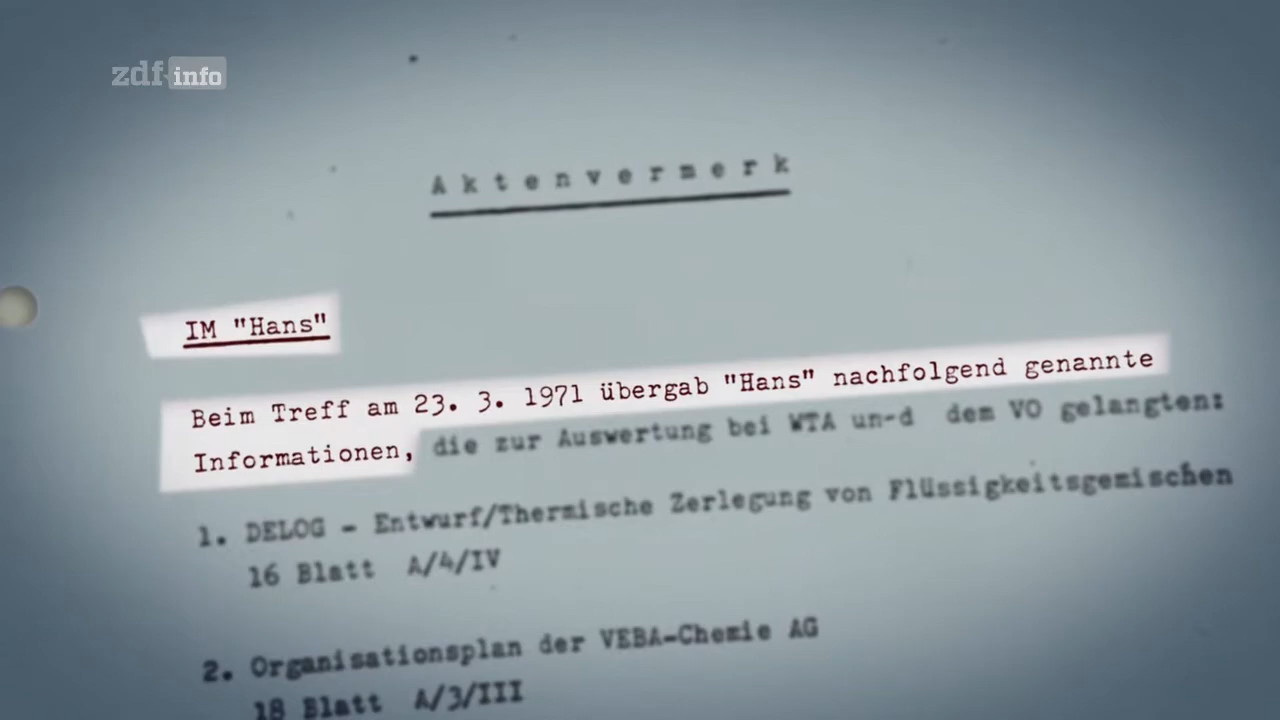 zdf info
Aktenvermerk
IM "Hans"
Beim Treff am 23. 3. 1971 übergab "Hans" nachfolgend genannte
Informationen, die zur Auswertung bei WTA un-d dem VO gelangten:
1. DELOG - Entwurf/Thermische Zerlegung von Flüssigkeitsgemischen
16 Blatt A/4/IV
2. Organisationsplan der VEBA-Chemie AG
18 Blatt A/3/III